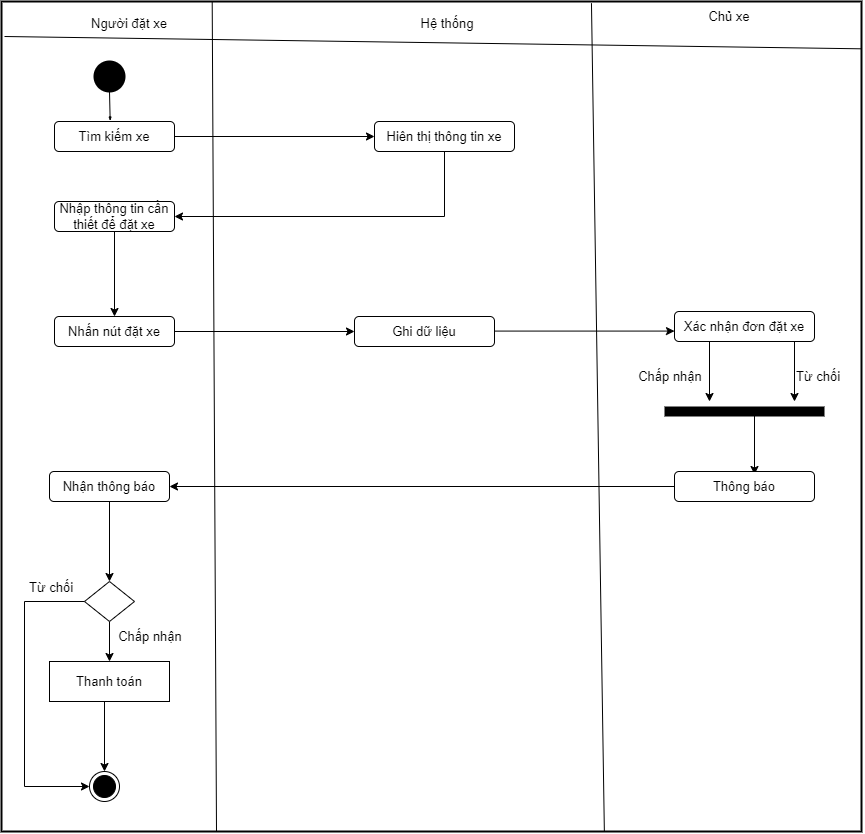 Người đặt xe
Hệ thống
Chủ xe
Tìm kiếm xe
Hiên thị thông tin xe
Nhập thông tin cần
thiết để đặt xe
Nhấn nút đặt xe
Ghi dữ liệu
Xác nhận đơn đặt xe
Chấp nhận
Từ chối
Nhận thông báo
Thông báo
Từ chối
Chấp nhận
Thanh toán